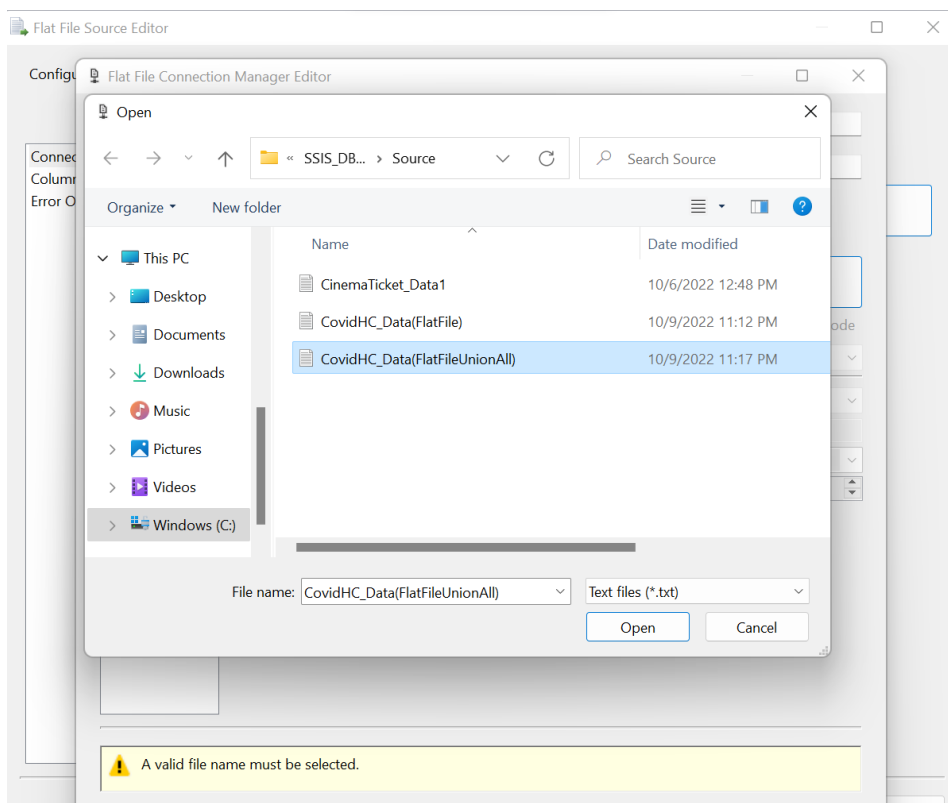 Flat File Source Editor
Configu
Flat File Connection Manager Editor
Open
« SSIS_DB... › Source
Search Source
Organize
New folder
Name
Date modified
This PC
Desktop
Documents
Downloads
Music
Pictures
Videos
Windows (C:)
CinemaTicket_Data1 10/6/2022 12:48 PM
CovidHC_Data(FlatFile) 10/9/2022 11:12 PM
CovidHC_Data(FlatFileUnionAll) 10/9/2022 11:17 PM
Connec
Column
Error O
ode
File name: CovidHC_Data(FlatFileUnionAll) Text files (*.txt)
Open Cancel
A valid file name must be selected.